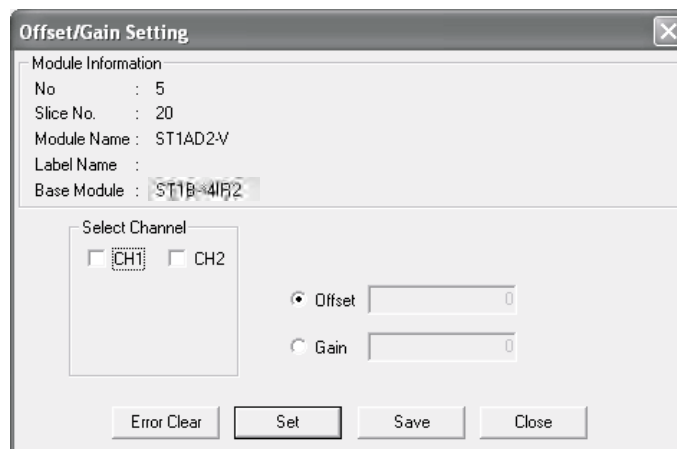 Offset/Gain Setting
Module Information
No : 5
Slice No. : 20
Module Name : ST1AD2-V
Label Name :
Base Module :
Select Channel
CH1 CH2
Offset 0
Gain 0
Error Clear Set Save Close